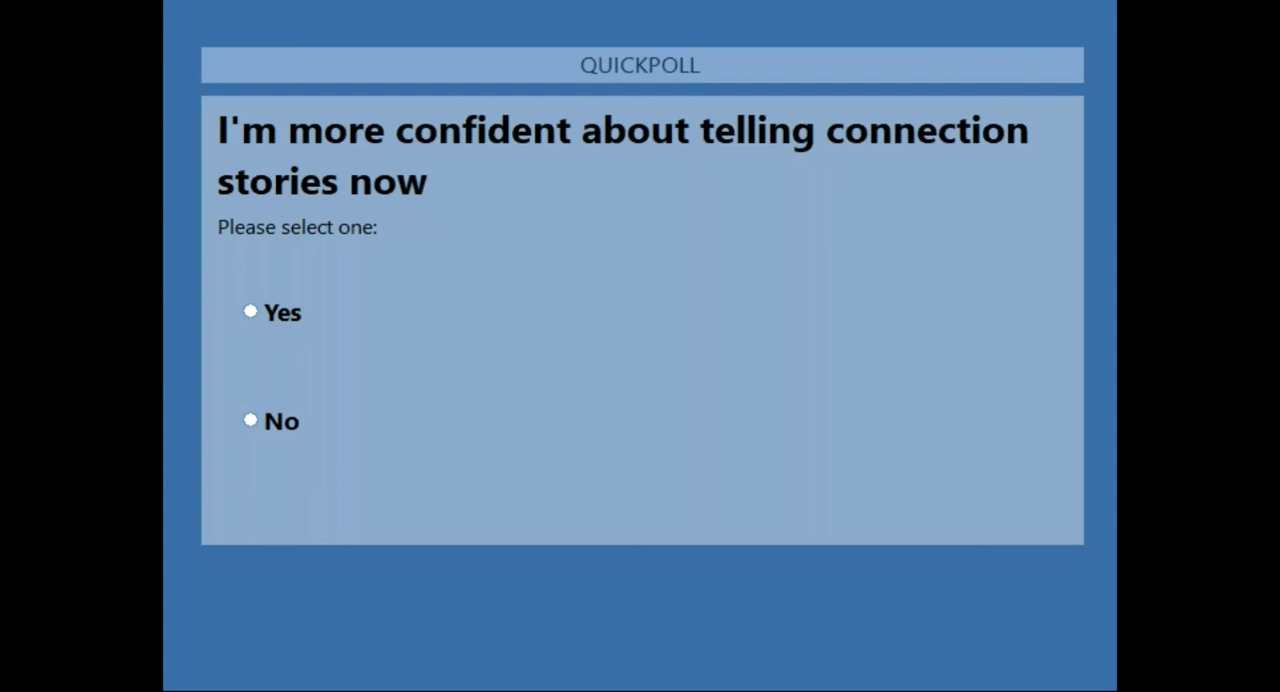 QUICKPOLL
I'm more confident about telling connection
stories now
Please select one:
Yes
No